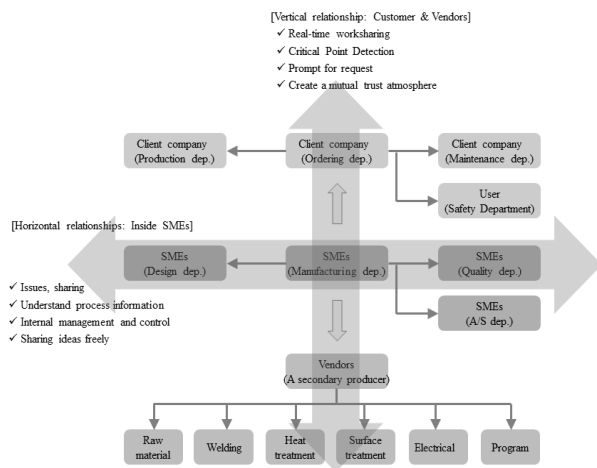 [Vertical relationship: Customer & Vendors]
✓ Real-time worksharing
✓ Critical Point Detection
✓ Prompt for request
✓ Create a mutual trust atmosphere
Client company
(Production dep.)
Client company
(Ordering dep.)
Client company
(Maintenance dep.)
User
(Safety Department)
[Horizontal relationships: Inside SMEs]
SMEs
(Design dep.)
SMEs
(Manufacturing dep.)
SMEs
(Quality dep.)
SMEs
(A/S dep.)
✓ Issues, sharing
✓ Understand process information
✓ Internal management and control
✓ Sharing ideas freely
Vendors
(A secondary producer)
Raw
material
Welding
Heat
treatment
Surface
treatment
Electrical
Program